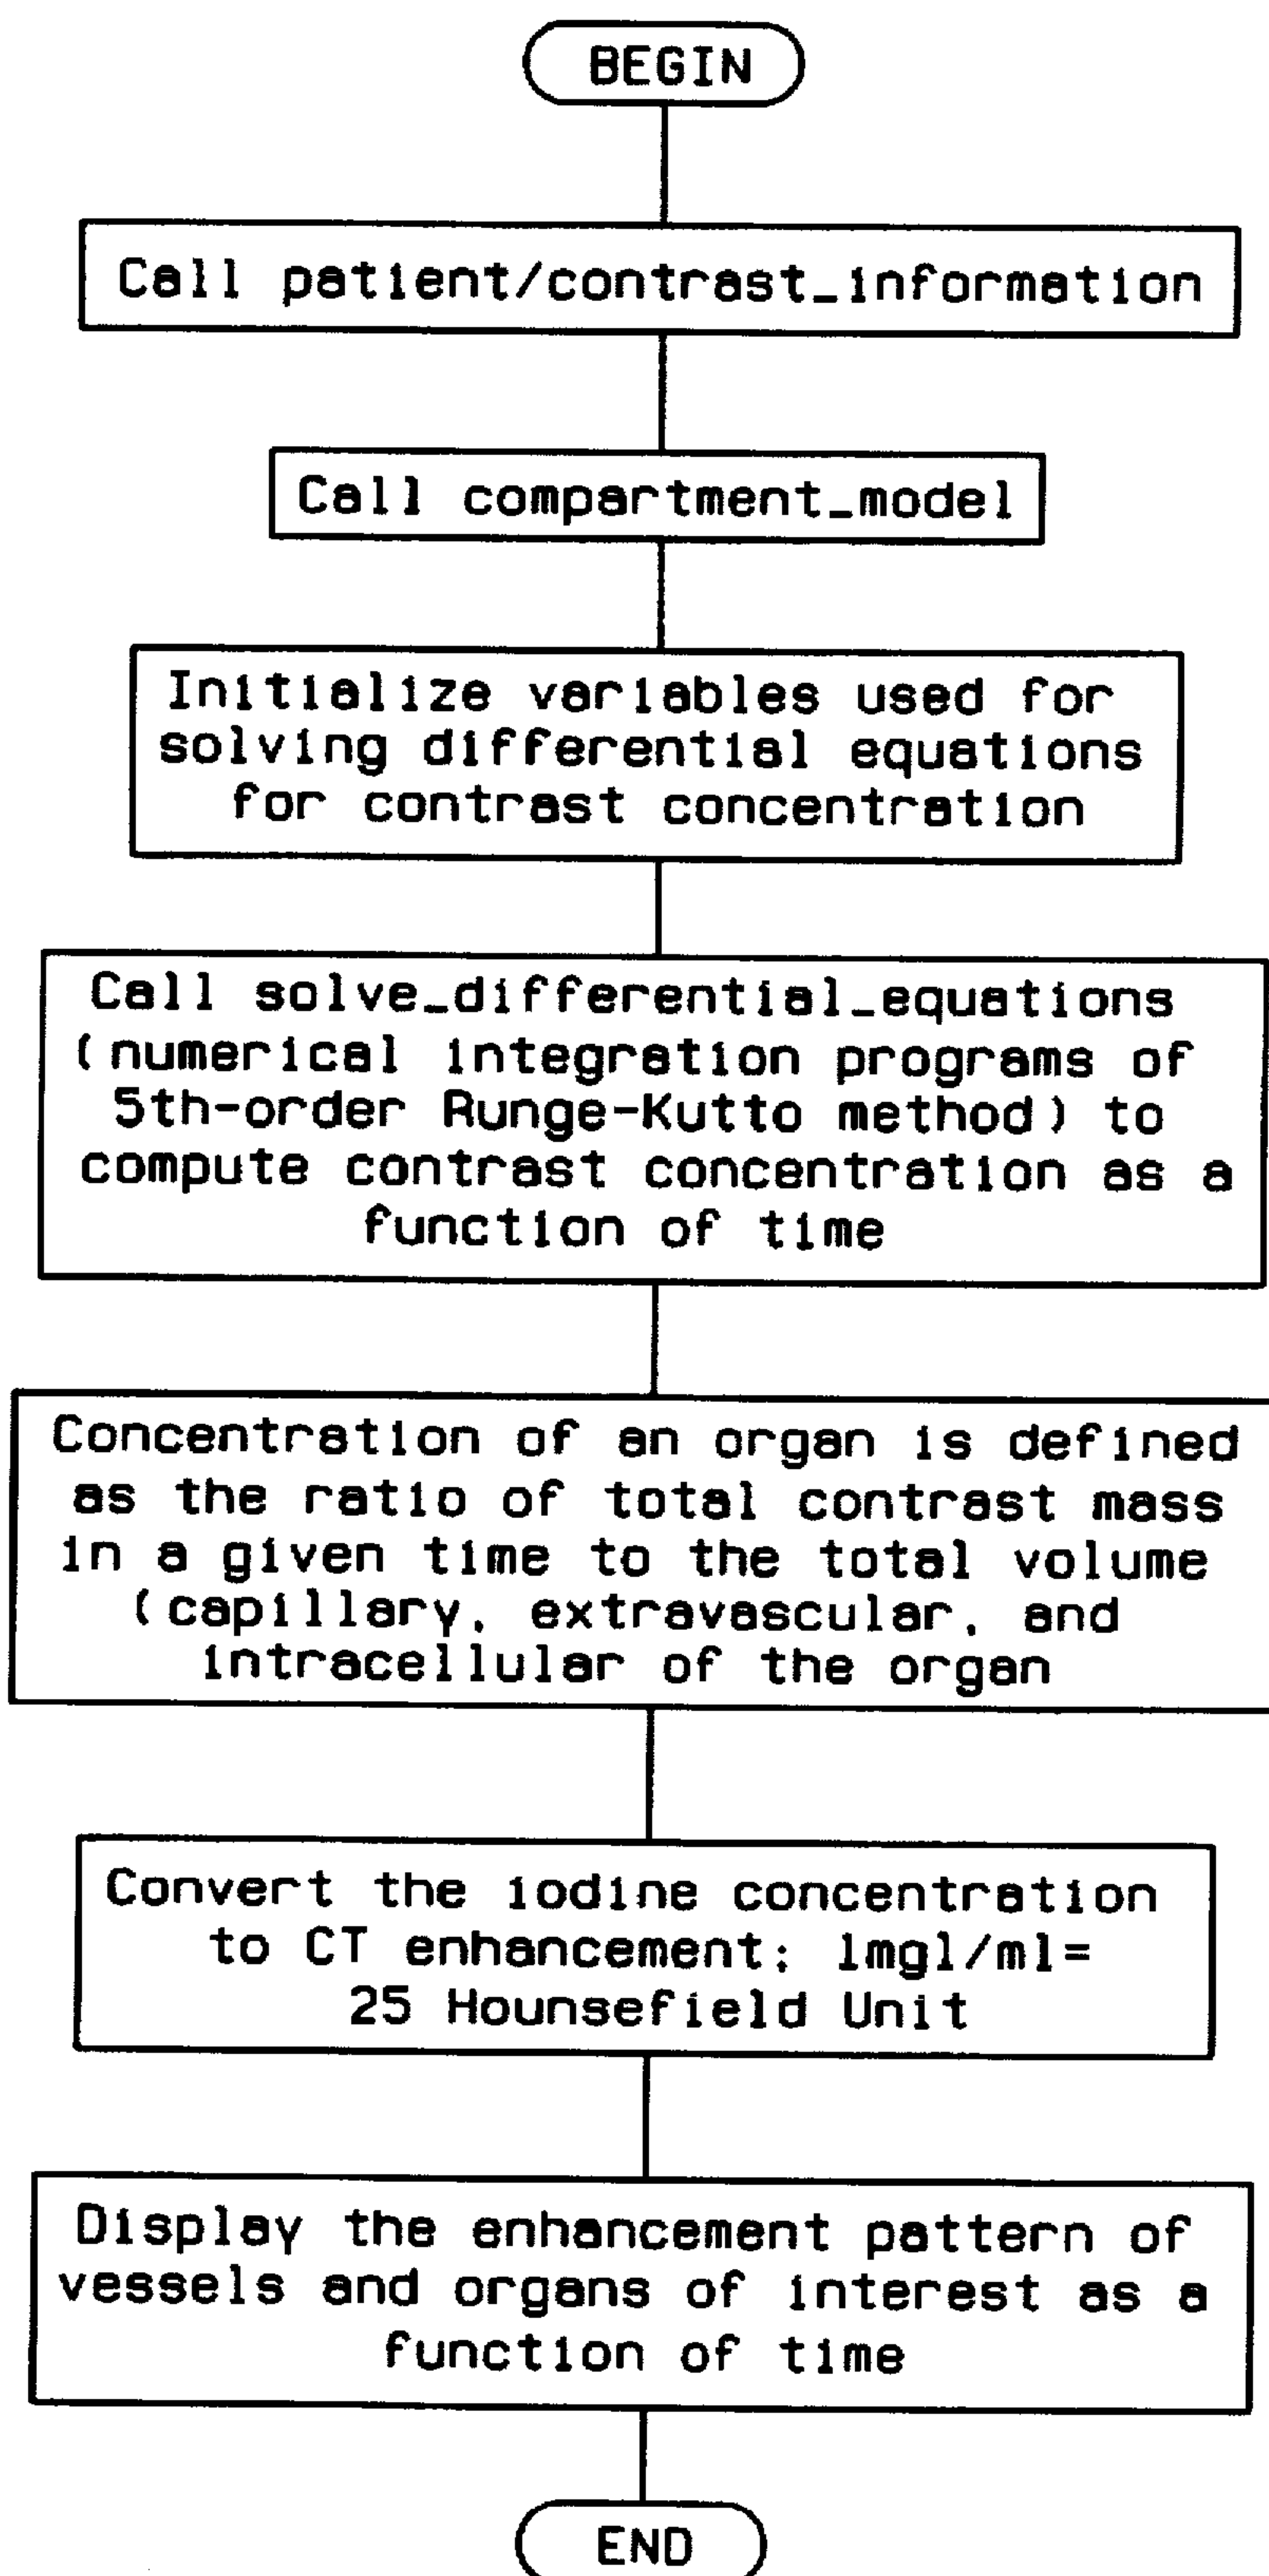 BEGIN
Call patient/contrast_information
Call compartment_model
Initialize variables used for
solving differential equations
for contrast concentration
Call solve_differential_equations
(numerical integration programs of
5th-order Runge-Kutto method) to
compute contrast concentration as a
function of time
Concentration of an organ is defined
as the ratio of total contrast mass
in a given time to the total volume
(capillary, extravascular, and
intracellular of the organ
Convert the iodine concentration
to CT enhancement; 1mgl/ml=
25 Hounsefield Unit
Display the enhancement pattern of
vessels and organs of interest as a
function of time
END